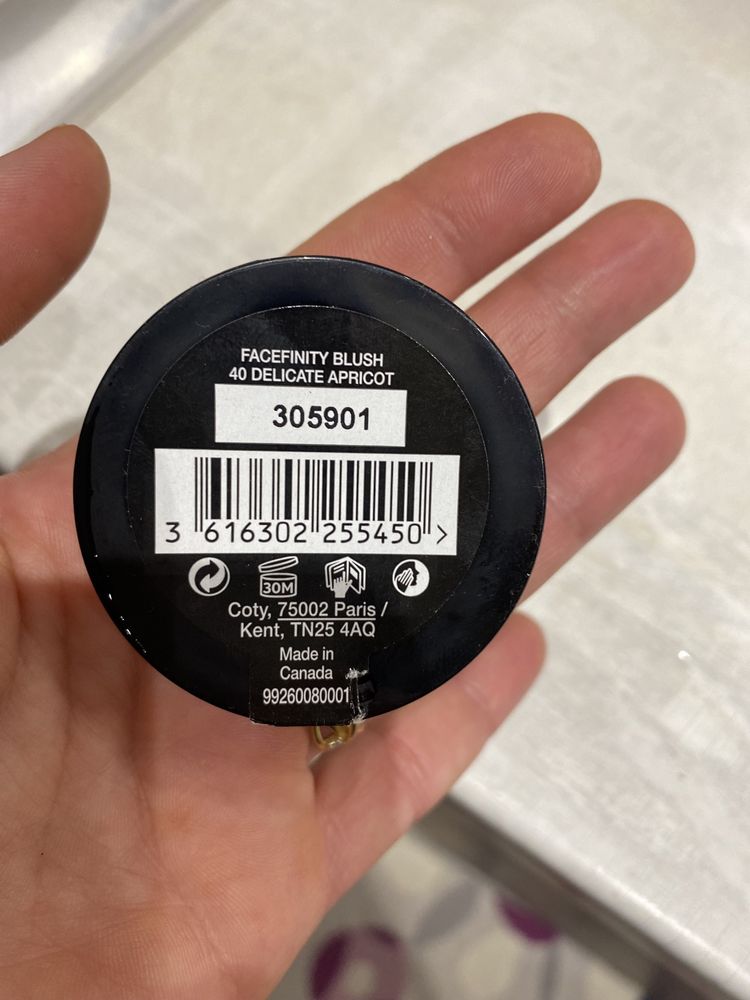 FACEFINITY BLUSH
40 DELICATE APRICOT
305901
3 616302 255450 >
30M
Coty, 75002 Paris /
Kent, TN25 4AQ
Made in
Canada
99260080001